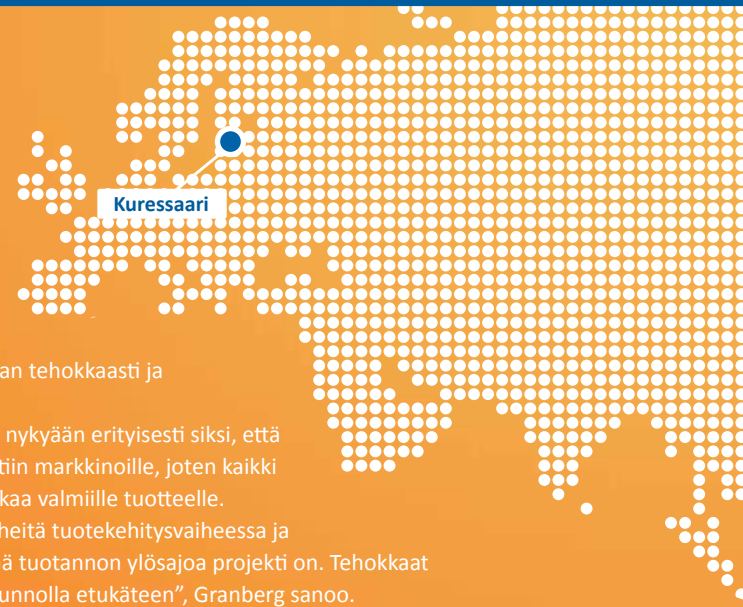 Kuressaari
an tehokkaasti ja
nykyään erityisesti siksi, että
tiin markkinoille, joten kaikki
kaa valmiille tuotteelle.
heitä tuotekehitysvaiheessa ja
ä tuotannon ylösajoa projekti on. Tehokkaat
unnolla etukäteen”, Granberg sanoo.